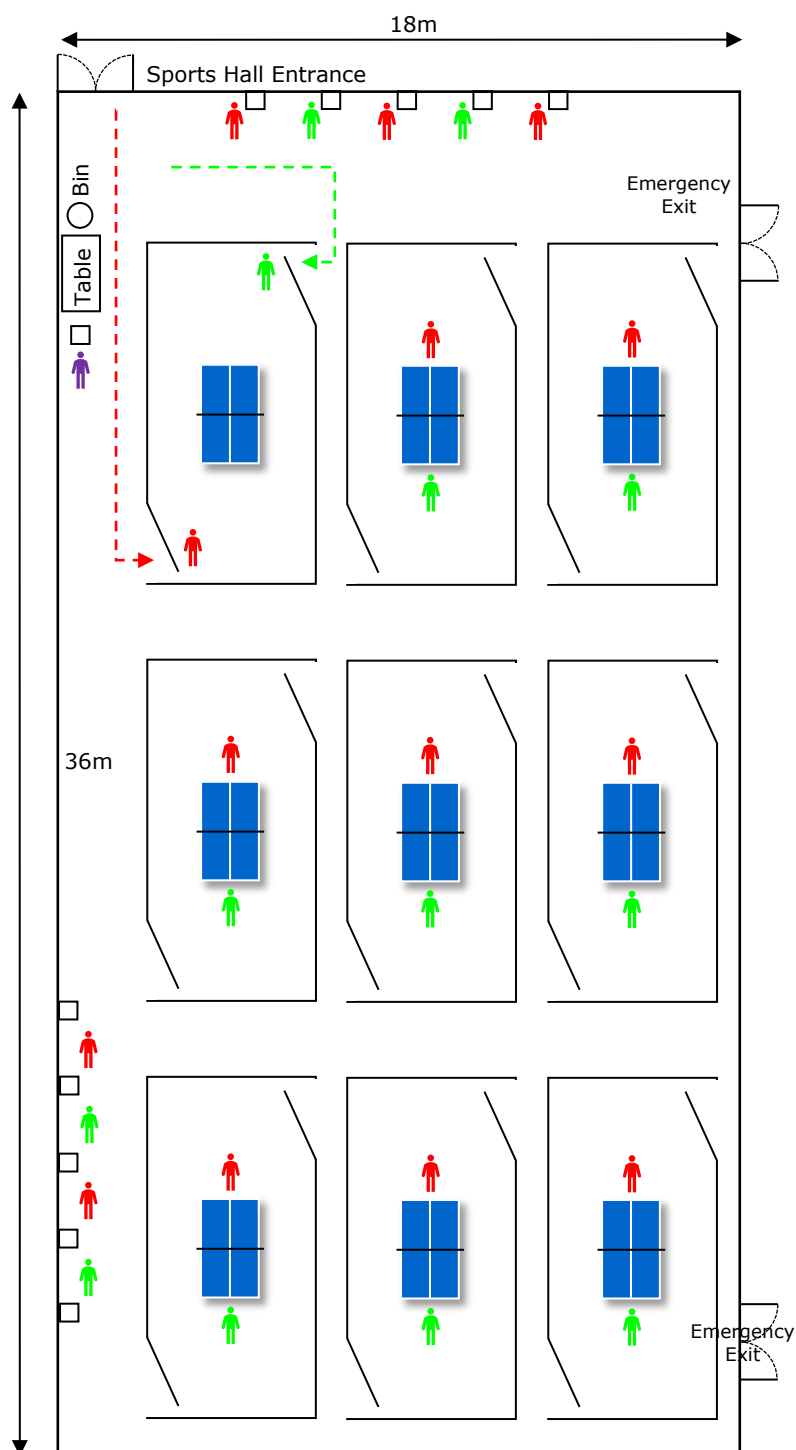 18m
Sports Hall Entrance
Bin
Emergency
Exit
Table
36m
Emergency
Exit